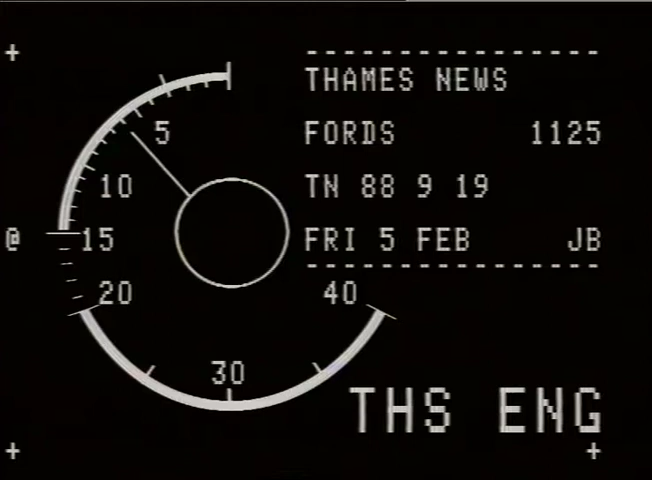 THAMES NEWS
FORDS 1125
TN 88 9 19
FRI 5 FEB JB
5
10
@ 15
20 40
30
THS ENG